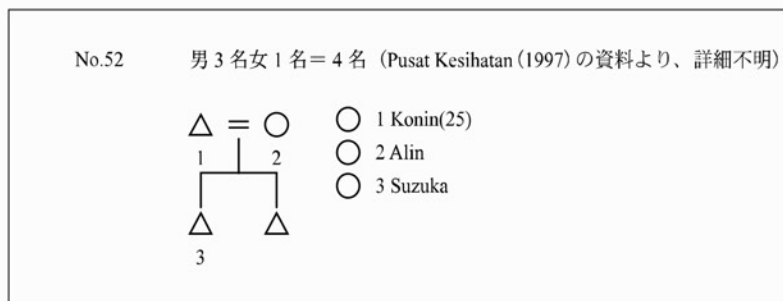 No.52 男 3 名女 1 名= 4 名 (Pusat Kesihatan (1997) の資料より、詳細不明)
1 Konin(25)
2 Alin
3 Suzuka
1 2
3